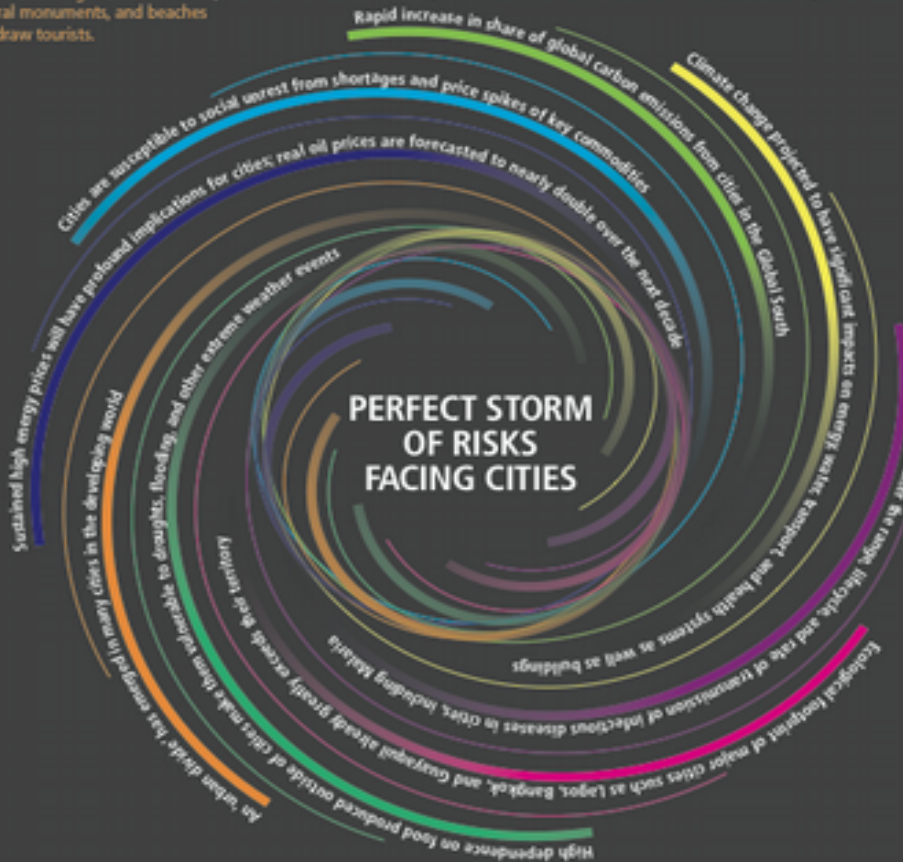 ral monuments, and beaches
draw tourists.
Rapid increase in share of global carbon emissions from cities in the Global South
Climate change projected to have significant impacts on energy, water, transport, and health systems as well as buildings
the range, lifecycle, and rate of transmission of infectious diseases in cities, including Malaria
Ecological footprint of major cities such as Lagos, Bangkok, and Guayaquil already greatly exceeds their territory
High dependence on food produced outside of cities make them vulnerable to droughts, flooding, and other extreme weather events
An 'urban divide' has emerged in many cities in the developing world
Sustained high energy prices will have profound implications for cities; real oil prices are forecasted to nearly double over the next decade
Cities are susceptible to social unrest from shortages and price spikes of key commodities
PERFECT STORM
OF RISKS
FACING CITIES